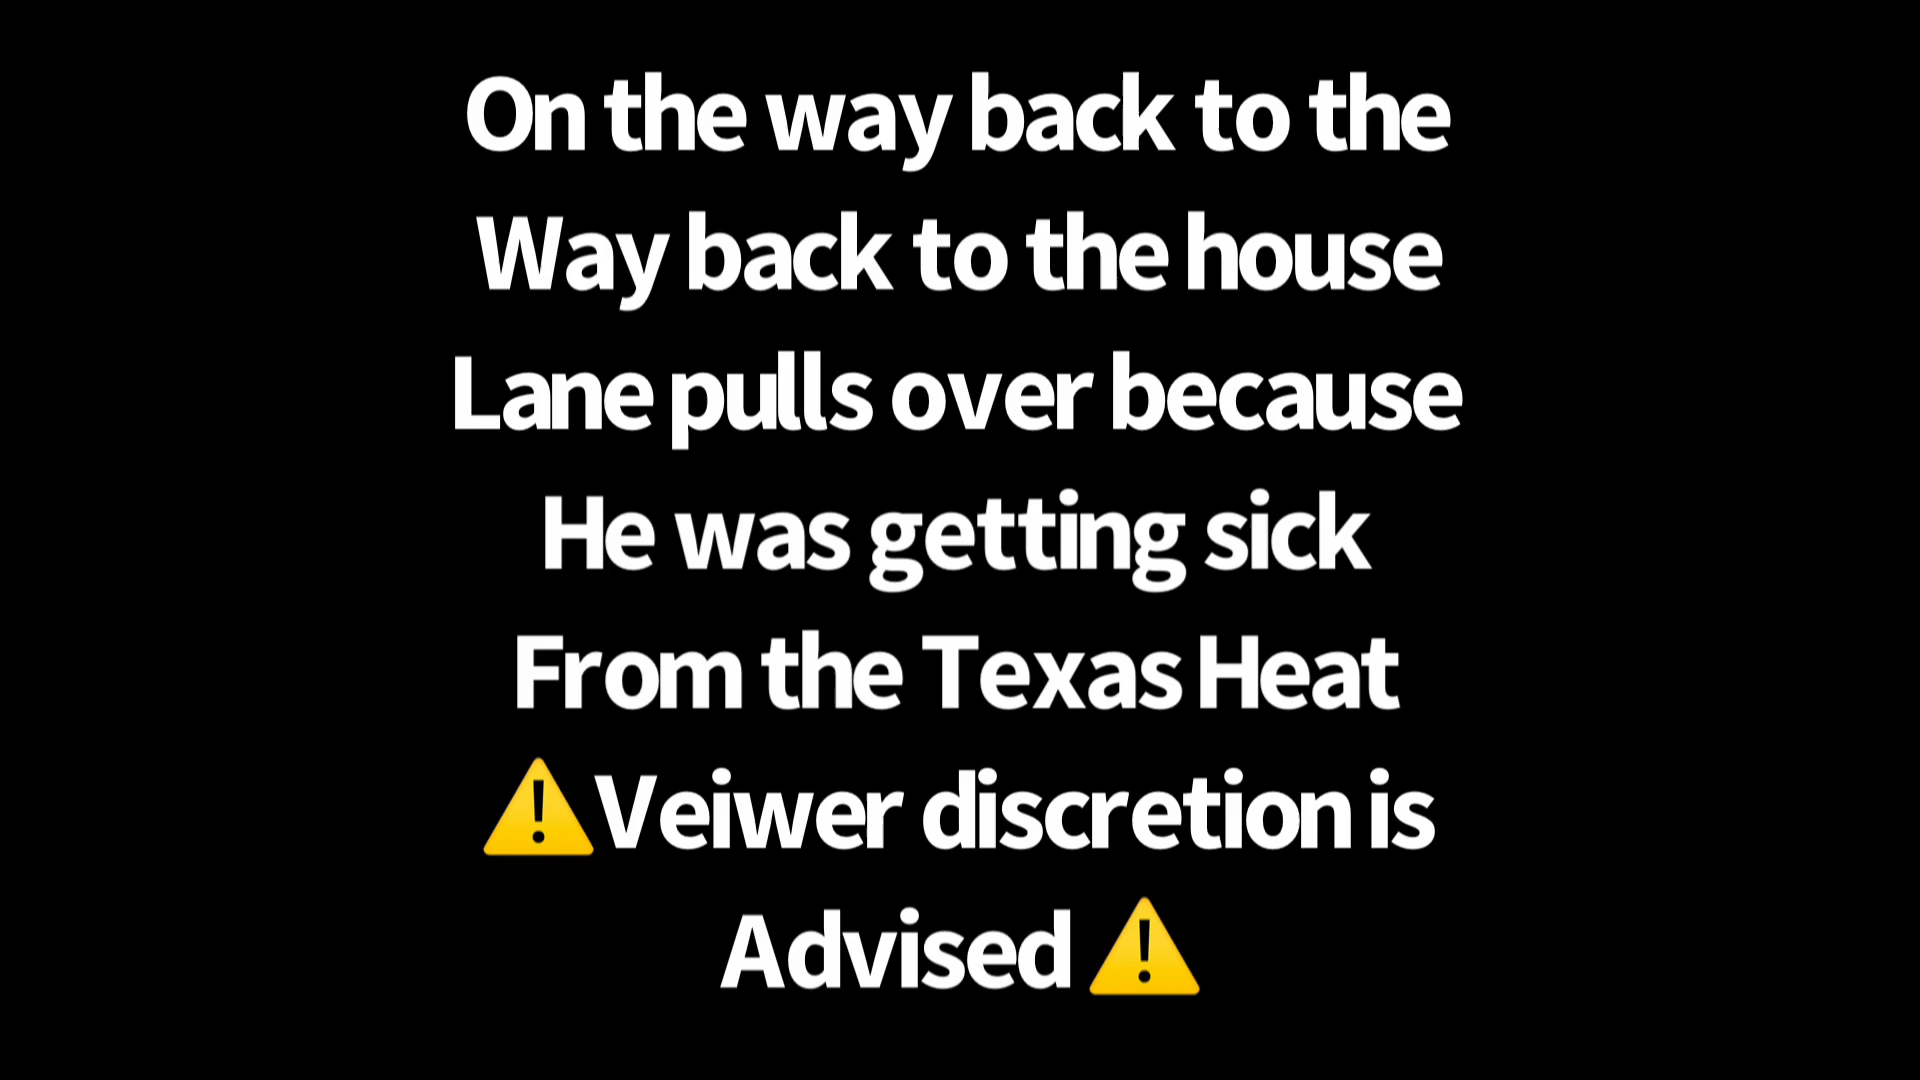 On the way back to the
Way back to the house
Lane pulls over because
He was getting sick
From the Texas Heat
⚠️Veiwer discretion is
Advised ⚠️